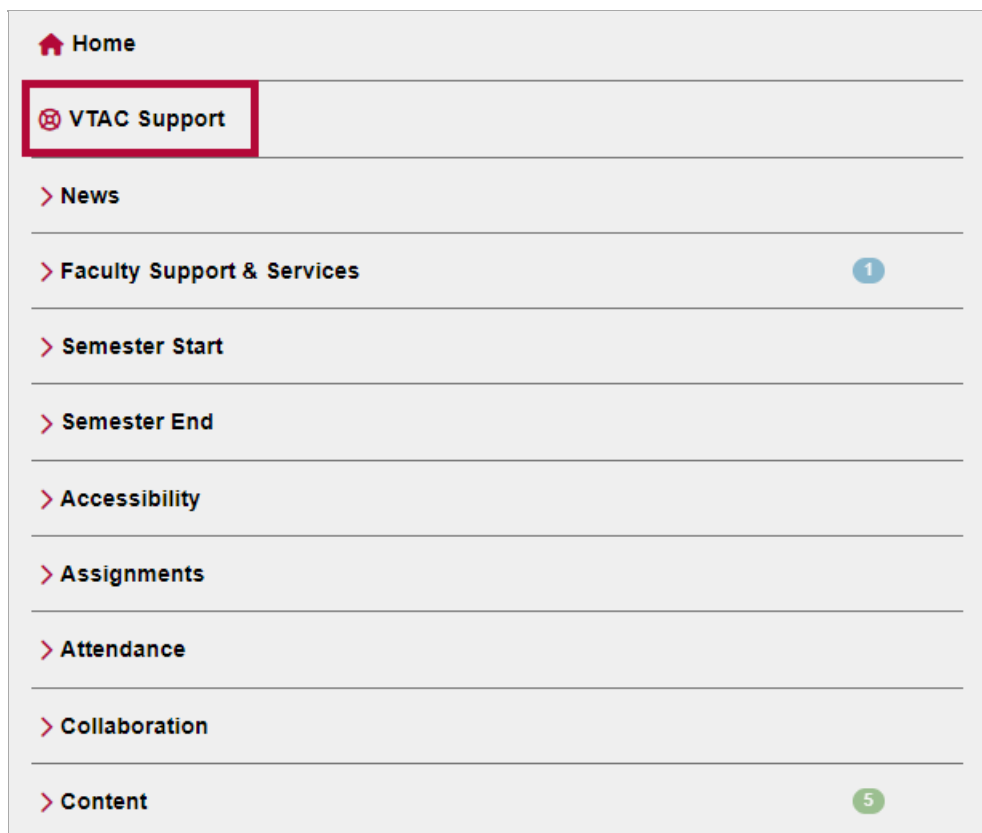 Home
VTAC Support
News
Faculty Support & Services 1
Semester Start
Semester End
Accessibility
Assignments
Attendance
Collaboration
Content 5